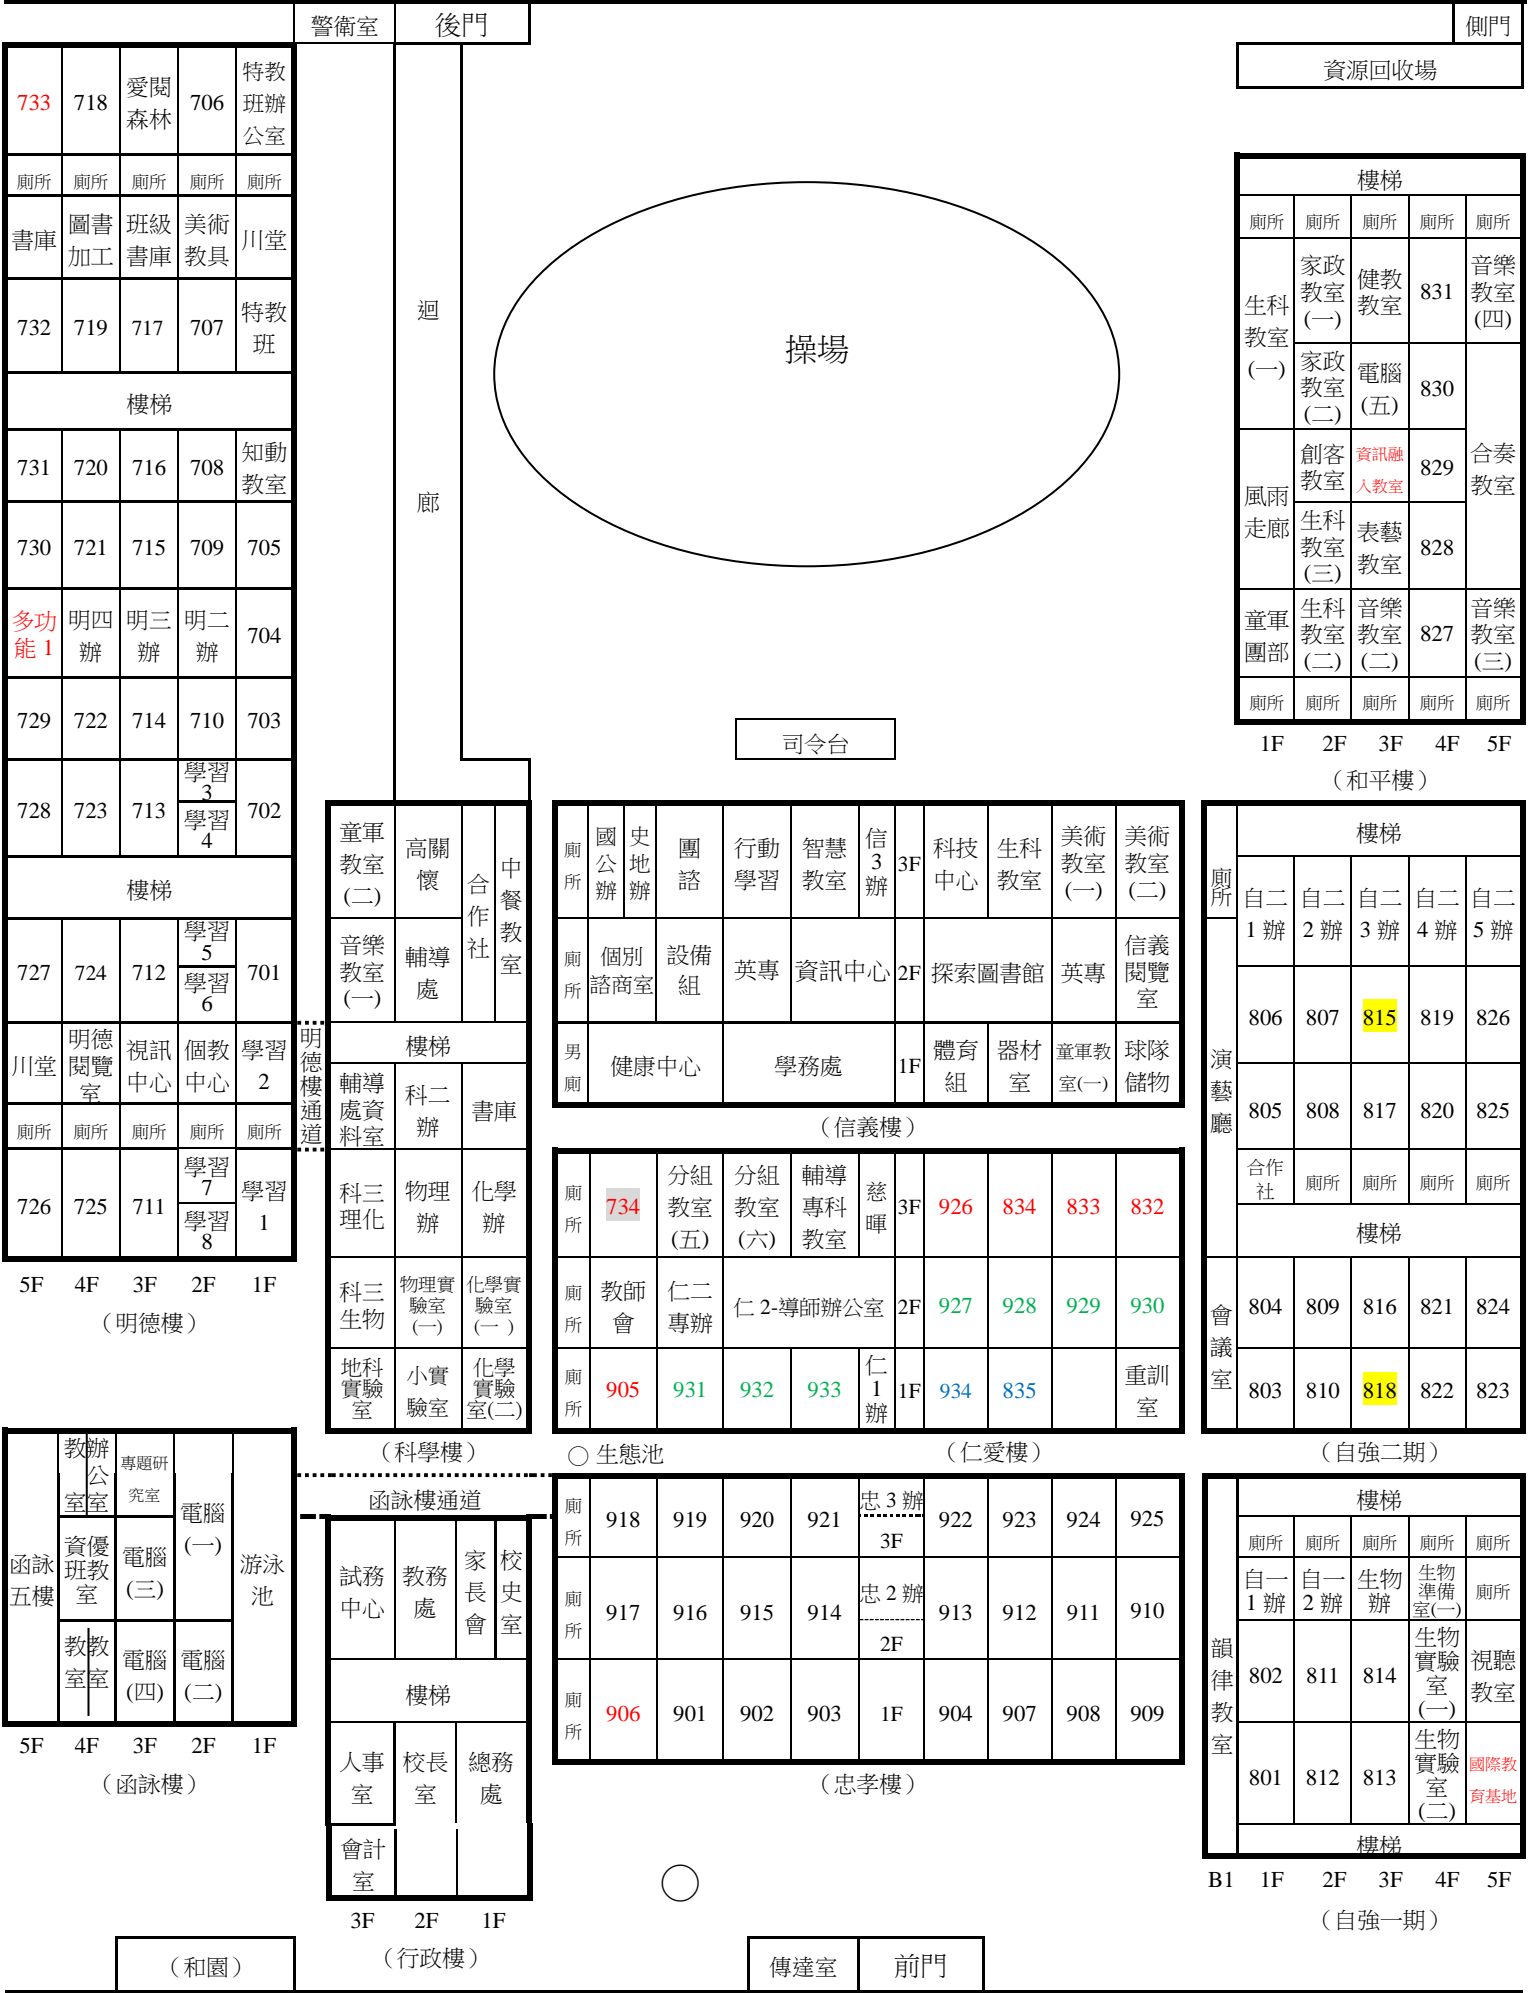 警衛室 後門 側門
資源回收場
733 718 愛閱森林 706 特教班辦公室
廁所 廁所 廁所 廁所 廁所
書庫 圖書加工 班級書庫 美術教具 川堂
732 719 717 707 特教班
樓梯
731 720 716 708 知動教室
730 721 715 709 705
多功能 1 明四辦 明三辦 明二辦 704
729 722 714 710 703
728 723 713 學習3 學習4 702
樓梯
727 724 712 學習5 學習6 701
川堂 明德閱覽室 視訊中心 個教中心 學習2
廁所 廁所 廁所 廁所 廁所
726 725 711 學習7 學習8 學習1
5F 4F 3F 2F 1F
（明德樓）
明德樓通道
迴廊
操場
司令台
樓梯
廁所 廁所 廁所 廁所 廁所
生科教室(一) 家政教室(一) 健教教室 831 音樂教室(四)
家政教室(二) 電腦(五) 830
風雨走廊 創客教室 資訊融入教室 829 合奏教室
生科教室(三) 表藝教室 828
童軍團部 生科教室(二) 音樂教室(二) 827 音樂教室(三)
廁所 廁所 廁所 廁所 廁所
1F 2F 3F 4F 5F
（和平樓）
童軍教室(二) 高關懷 合作社 中餐教室
音樂教室(一) 輔導處
樓梯
輔導處資料室 科二辦 書庫
科三理化 物理辦 化學辦
科三生物 物理實驗室(一) 化學實驗室(一 )
地科實驗室 小實驗室 化學實驗室(二)
（科學樓）
廁所 國公辦 史地辦 團諮 行動學習 智慧教室 信3辦 3F 科技中心 生科教室 美術教室(一) 美術教室(二)
廁所 個別諮商室 設備組 英專 資訊中心 2F 探索圖書館 英專 信義閱覽室
男廁 健康中心 學務處 1F 體育組 器材室 童軍教室(一) 球隊儲物
（信義樓）
廁所 734 分組教室(五) 分組教室(六) 輔導專科教室 慈暉 3F 926 834 833 832
廁所 教師會 仁二專辦 仁 2-導師辦公室 2F 927 928 929 930
廁所 905 931 932 933 仁1辦 1F 934 835 重訓室
○ 生態池 （仁愛樓）
樓梯
廁所 自二1 辦 自二2 辦 自二3 辦 自二4 辦 自二5 辦
演藝廳 806 807 815 819 826
805 808 817 820 825
合作社 廁所 廁所 廁所 廁所
樓梯
會議室 804 809 816 821 824
803 810 818 822 823
（自強二期）
函詠五樓 教室 辦公室 專題研究室 電腦(一) 游泳池
資優班教室 電腦(三)
教室 教室 電腦(四) 電腦(二)
5F 4F 3F 2F 1F
（函詠樓）
函詠樓通道
試務中心 教務處 家長會 校史室
樓梯
人事室 校長室 總務處
會計室
3F 2F 1F
（行政樓）
廁所 918 919 920 921 忠 3 辦 3F 922 923 924 925
廁所 917 916 915 914 忠 2 辦 2F 913 912 911 910
廁所 906 901 902 903 1F 904 907 908 909
（忠孝樓）
樓梯
廁所 廁所 廁所 廁所 廁所
自一1 辦 自一2 辦 生物辦 生物準備室(一) 廁所
韻律教室 802 811 814 生物實驗室(一) 視聽教室
801 812 813 生物實驗室(二) 國際教育基地
樓梯
B1 1F 2F 3F 4F 5F
（自強一期）
（和園） 傳達室 前門